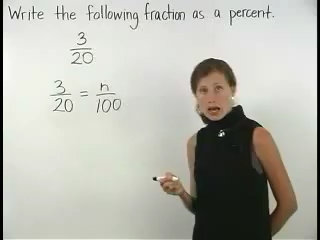 Write the following fraction as a percent.
3/20
3/20 = n/100